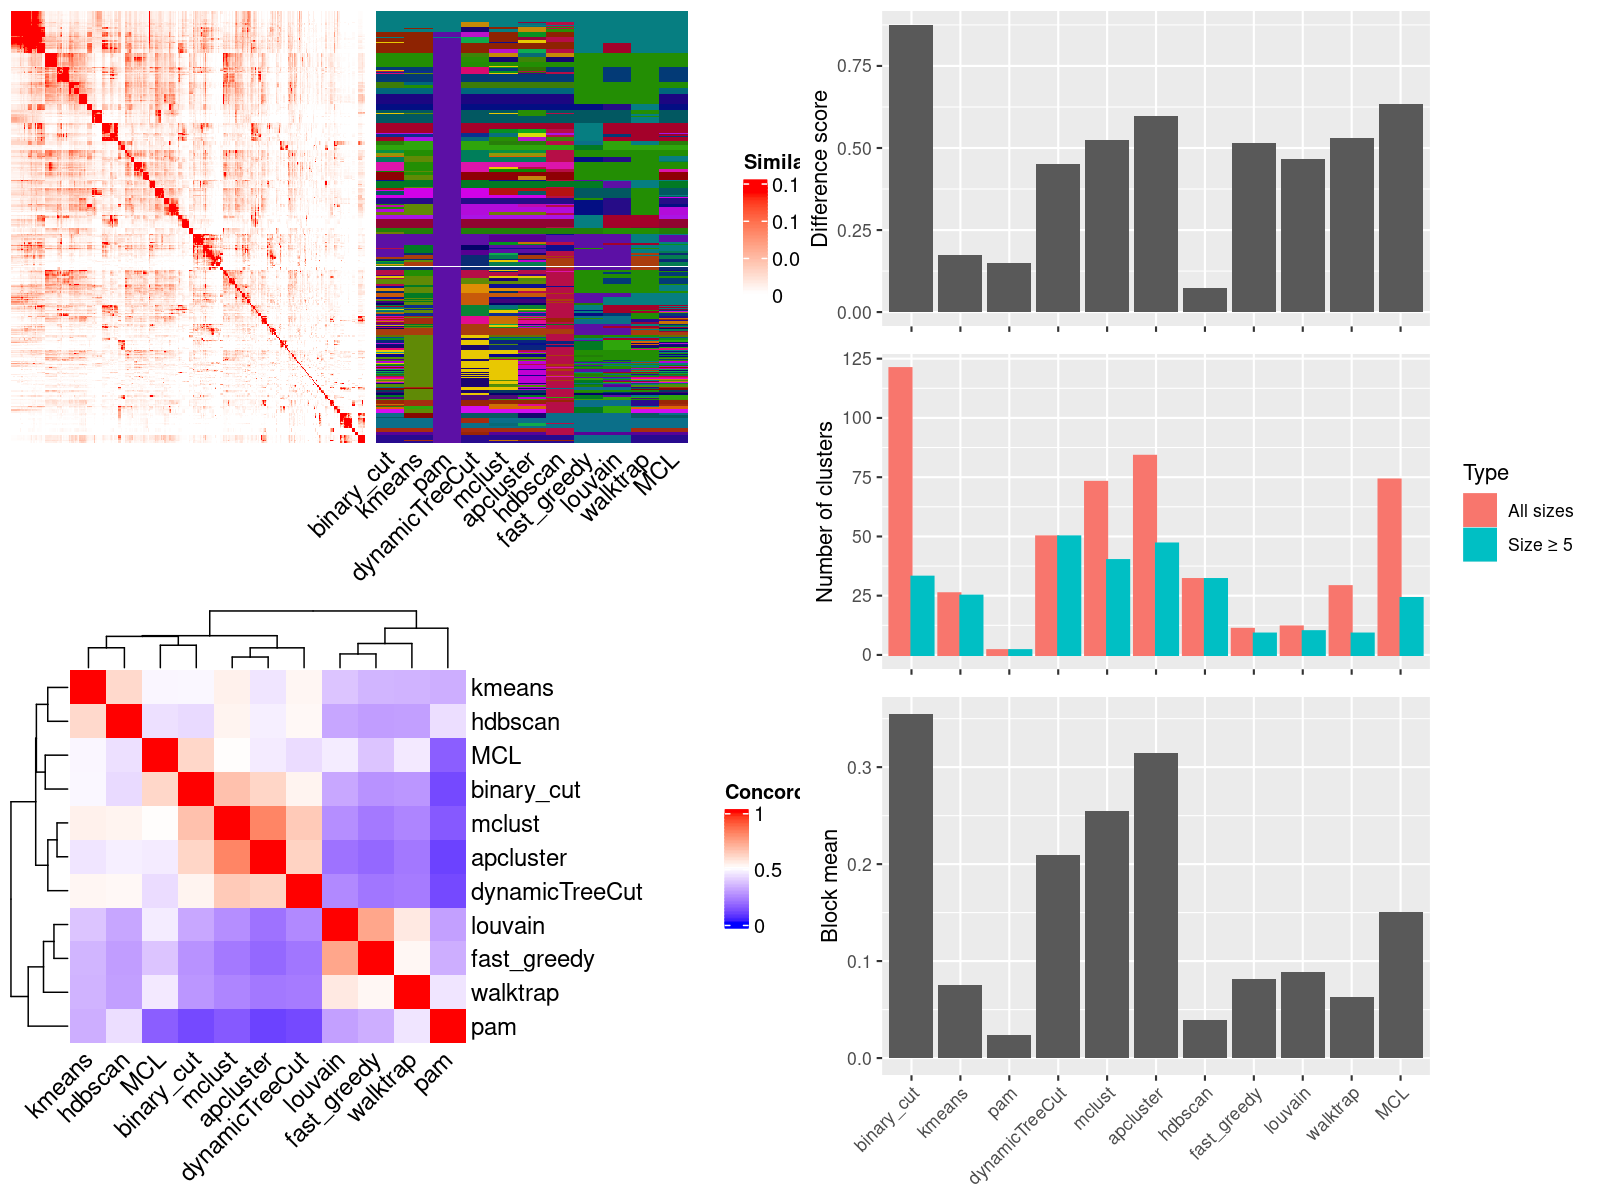 Simila
0.1
0.1
0.0
0
binary_cut
kmeans
pam
dynamicTreeCut
mclust
apcluster
hdbscan
fast_greedy
louvain
walktrap
MCL
kmeans
hdbscan
MCL
binary_cut
mclust
apcluster
dynamicTreeCut
louvain
fast_greedy
walktrap
pam
kmeans
hdbscan
MCL
binary_cut
mclust
apcluster
dynamicTreeCut
louvain
fast_greedy
walktrap
pam
Concord
1
0.5
0
Difference score
0.75
0.50
0.25
0.00
Number of clusters
125
100
75
50
25
0
Type
All sizes
Size ≥ 5
Block mean
0.3
0.2
0.1
0.0
binary_cut
kmeans
pam
dynamicTreeCut
mclust
apcluster
hdbscan
fast_greedy
louvain
walktrap
MCL